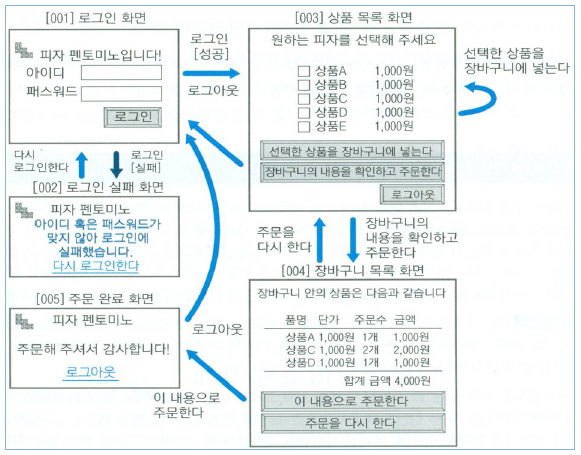 [001] 로그인 화면
피자 펜토미노입니다!
아이디
패스워드
로그인
로그인
[성공]
로그아웃
[003] 상품 목록 화면
원하는 피자를 선택해 주세요
상품A 1,000원
상품B 1,000원
상품C 1,000원
상품D 1,000원
상품E 1,000원
선택한 상품을 장바구니에 넣는다
장바구니의 내용을 확인하고 주문한다
로그아웃
선택한 상품을
장바구니에 넣는다
다시
로그인한다
로그인
[실패]
[002] 로그인 실패 화면
피자 펜토미노
아이디 혹은 패스워드가
맞지 않아 로그인에
실패했습니다.
다시 로그인한다
주문을
다시 한다
장바구니의
내용을 확인하고
주문한다
[004] 장바구니 목록 화면
장바구니 안의 상품은 다음과 같습니다
품명 단가 주문수 금액
상품A 1,000원 1개 1,000원
상품C 1,000원 2개 2,000원
상품D 1,000원 1개 1,000원
합계 금액 4,000원
이 내용으로 주문한다
주문을 다시 한다
[005] 주문 완료 화면
피자 펜토미노
주문해 주셔서 감사합니다!
로그아웃
로그아웃
이 내용으로
주문한다